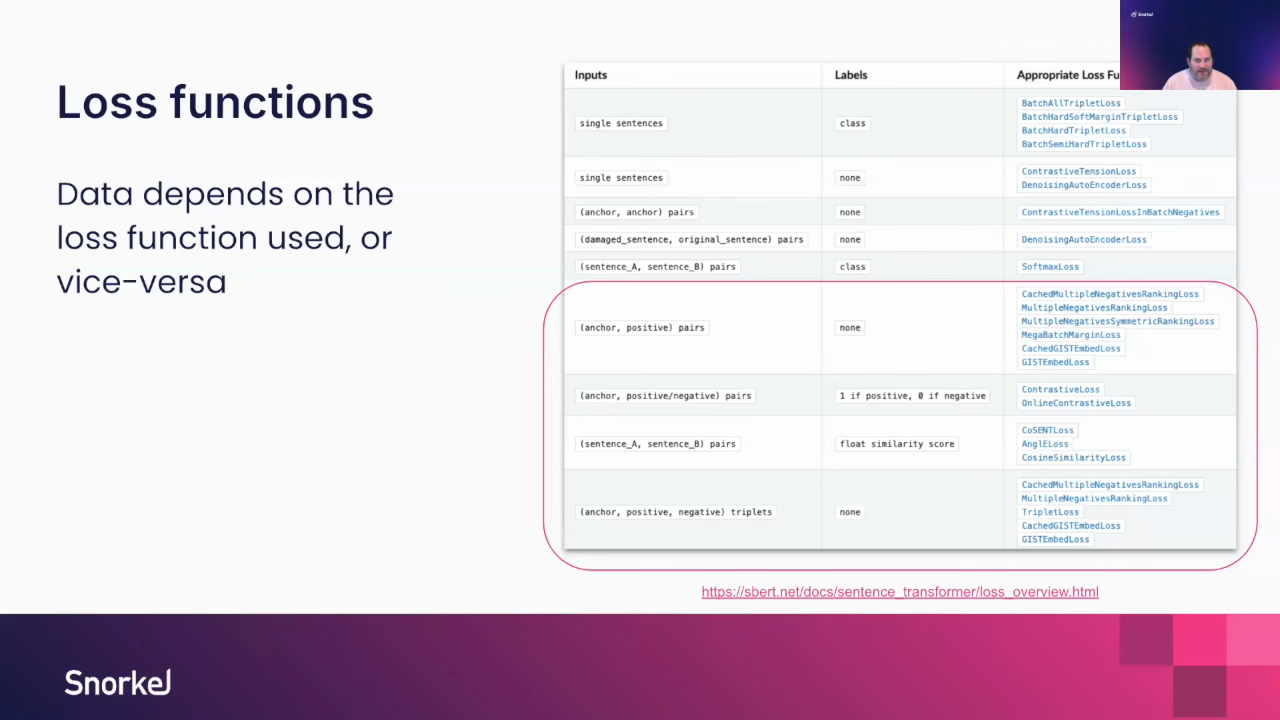 Snorkel
Loss functions
Data depends on the
loss function used, or
vice-versa
Inputs Labels Appropriate Loss Fu
single sentences class BatchAllTripletLoss
BatchHardSoftMarginTripletLoss
BatchHardTripletLoss
BatchSemiHardTripletLoss
single sentences none ContrastiveTensionLoss
DenoisingAutoEncoderLoss
(anchor, anchor) pairs none ContrastiveTensionLossInBatchNegatives
(damaged_sentence, original_sentence) pairs none DenoisingAutoEncoderLoss
(sentence_A, sentence_B) pairs class SoftmaxLoss
(anchor, positive) pairs none CachedMultipleNegativesRankingLoss
MultipleNegativesRankingLoss
MultipleNegativesSymmetricRankingLoss
MegaBatchMarginLoss
CachedGISTEmbedLoss
GISTEmbedLoss
(anchor, positive/negative) pairs 1 if positive, 0 if negative ContrastiveLoss
OnlineContrastiveLoss
(sentence_A, sentence_B) pairs float similarity score CoSENTLoss
AnglELoss
CosineSimilarityLoss
(anchor, positive, negative) triplets none CachedMultipleNegativesRankingLoss
MultipleNegativesRankingLoss
TripletLoss
CachedGISTEmbedLoss
GISTEmbedLoss
https://sbert.net/docs/sentence_transformer/loss_overview.html
Snorkel